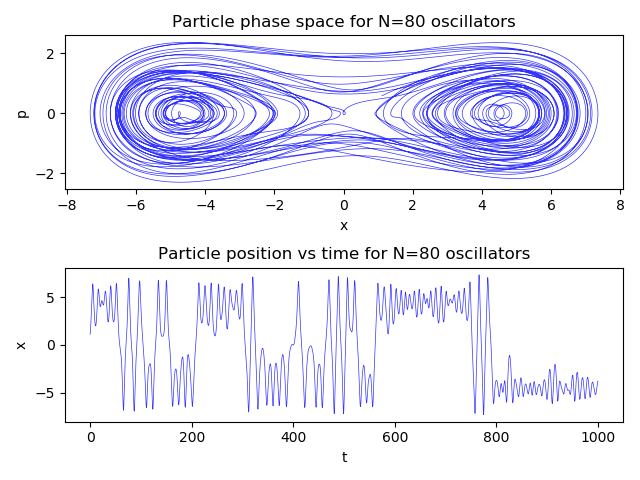 Particle phase space for N=80 oscillators
p
2
0
−2
−8 −6 −4 −2 0 2 4 6 8
x
Particle position vs time for N=80 oscillators
x
5
0
−5
0 200 400 600 800 1000
t